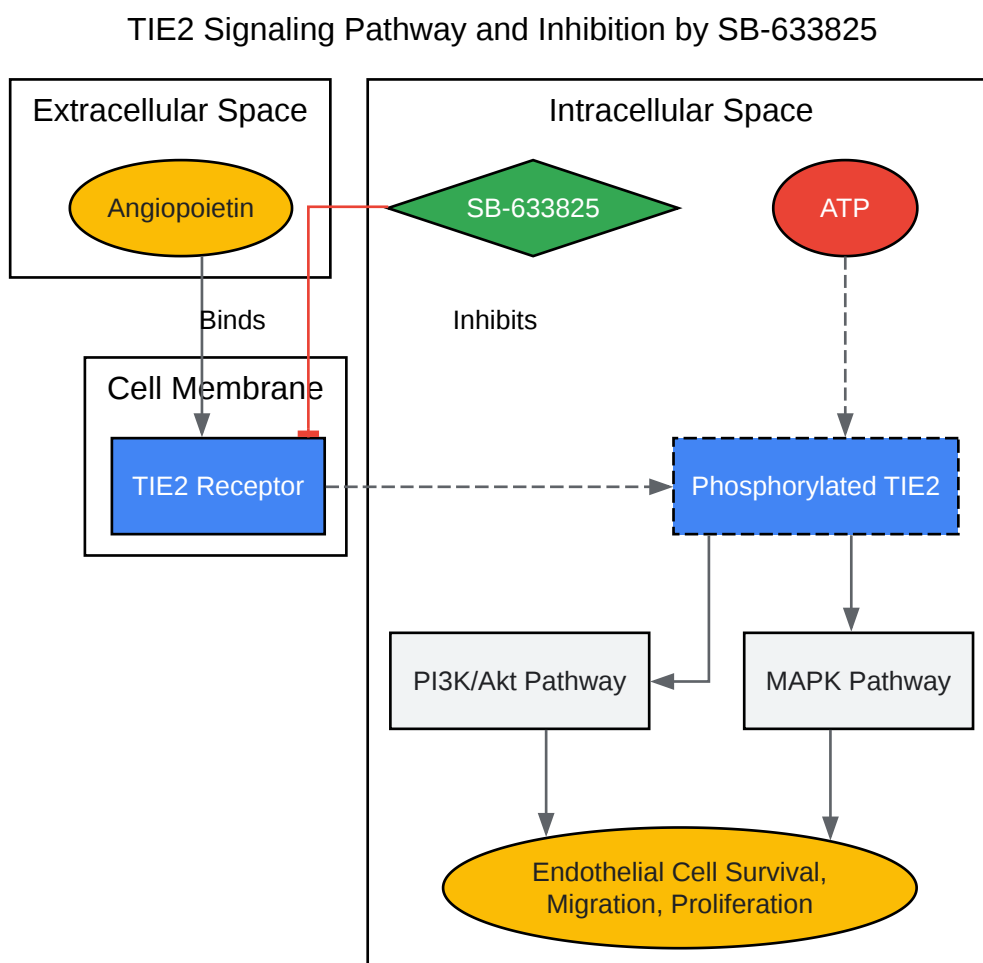 TIE2 Signaling Pathway and Inhibition by SB-633825
Extracellular Space
Intracellular Space
Angiopoietin
SB-633825
ATP
Binds
Inhibits
Cell Membrane
TIE2 Receptor
Phosphorylated TIE2
PI3K/Akt Pathway
MAPK Pathway
Endothelial Cell Survival,
Migration, Proliferation